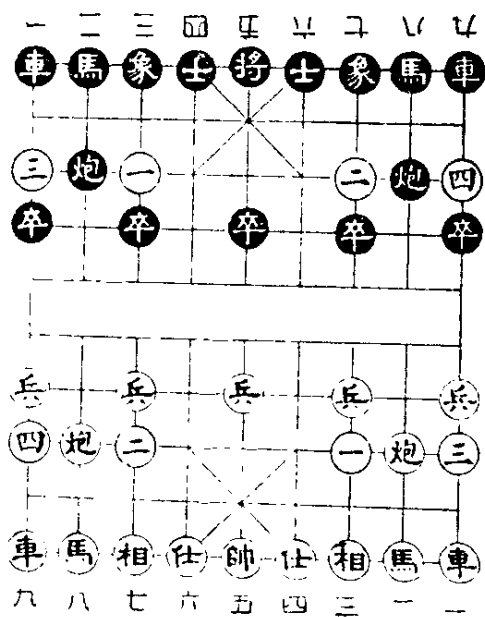 一 二 三 四 五 六 七 八 九
車 馬 象 士 将 士 象 馬 車
三 炮 一 二 炮 四
卒 卒 卒 卒 卒
兵 兵 兵 兵 兵
四 炮 二 一 炮 三
車 馬 相 仕 帥 仕 相 馬 車
九 八 七 六 五 四 三 二 一